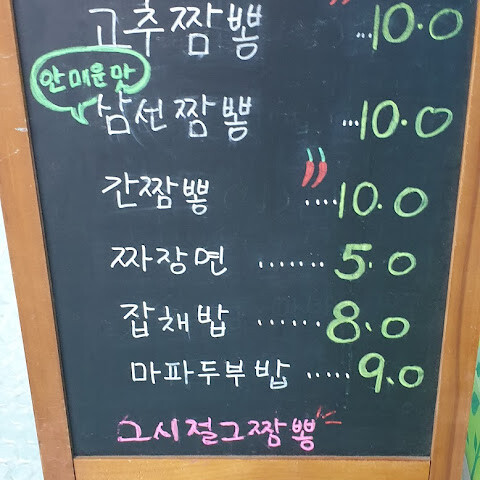 고추짬뽕 ...10.0
안매운맛
삼선짬뽕 ...10.0
간짬뽕 ....10.0
짜장면 ....... 5.0
잡채밥 ...... 8.0
마파두부밥 ..... 9.0
그시절그짬뽕